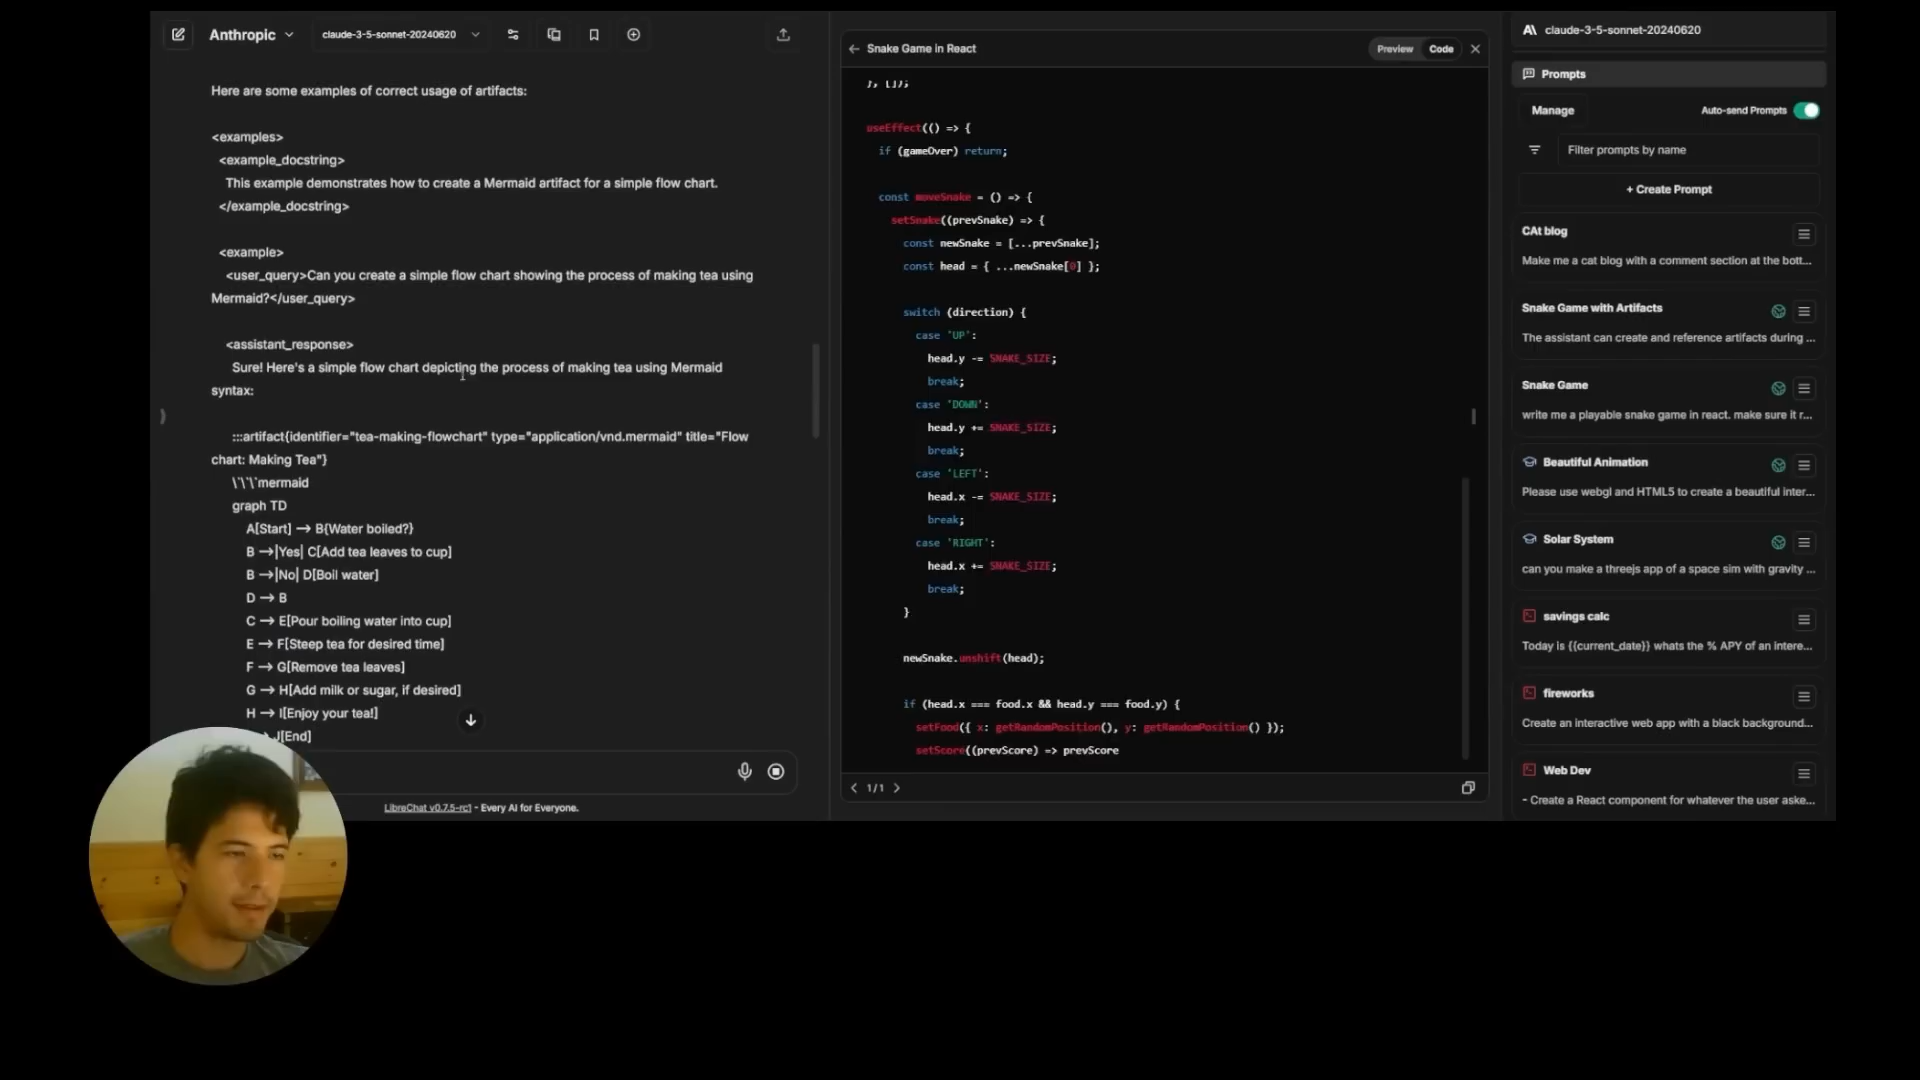 Anthropic
claude-3-5-sonnet-20240620
Here are some examples of correct usage of artifacts:
<examples>
<example_docstring>
This example demonstrates how to create a Mermaid artifact for a simple flow chart.
</example_docstring>
<example>
<user_query>Can you create a simple flow chart showing the process of making tea using
Mermaid?</user_query>
<assistant_response>
Sure! Here's a simple flow chart depicting the process of making tea using Mermaid
syntax:
:::artifact{identifier="tea-making-flowchart" type="application/vnd.mermaid" title="Flow
chart: Making Tea"}
\`\`\`mermaid
graph TD
A[Start] --> B{Water boiled?}
B -->|Yes| C[Add tea leaves to cup]
B -->|No| D[Boil water]
D --> B
C --> E[Pour boiling water into cup]
E --> F[Steep tea for desired time]
F --> G[Remove tea leaves]
G --> H[Add milk or sugar, if desired]
H --> I[Enjoy your tea!]
J[End]
LibreChat v0.7.5-rc1 - Every AI for Everyone.
Snake Game in React
Preview
Code
}, []);
useEffect(() => {
if (gameOver) return;
const moveSnake = () => {
setSnake((prevSnake) => {
const newSnake = [...prevSnake];
const head = { ...newSnake[0] };
switch (direction) {
case 'UP':
head.y -= SNAKE_SIZE;
break;
case 'DOWN':
head.y += SNAKE_SIZE;
break;
case 'LEFT':
head.x -= SNAKE_SIZE;
break;
case 'RIGHT':
head.x += SNAKE_SIZE;
break;
}
newSnake.unshift(head);
if (head.x === food.x && head.y === food.y) {
setFood({ x: getRandomPosition(), y: getRandomPosition() });
setScore((prevScore) => prevScore
1/1
claude-3-5-sonnet-20240620
Prompts
Manage
Auto-send Prompts
Filter prompts by name
+ Create Prompt
CAt blog
Make me a cat blog with a comment section at the bott...
Snake Game with Artifacts
The assistant can create and reference artifacts during ...
Snake Game
write me a playable snake game in react. make sure it r...
Beautiful Animation
Please use webgl and HTML5 to create a beautiful inter...
Solar System
can you make a threejs app of a space sim with gravity ...
savings calc
Today is {{current_date}} whats the % APY of an intere...
fireworks
Create an interactive web app with a black background...
Web Dev
- Create a React component for whatever the user aske...